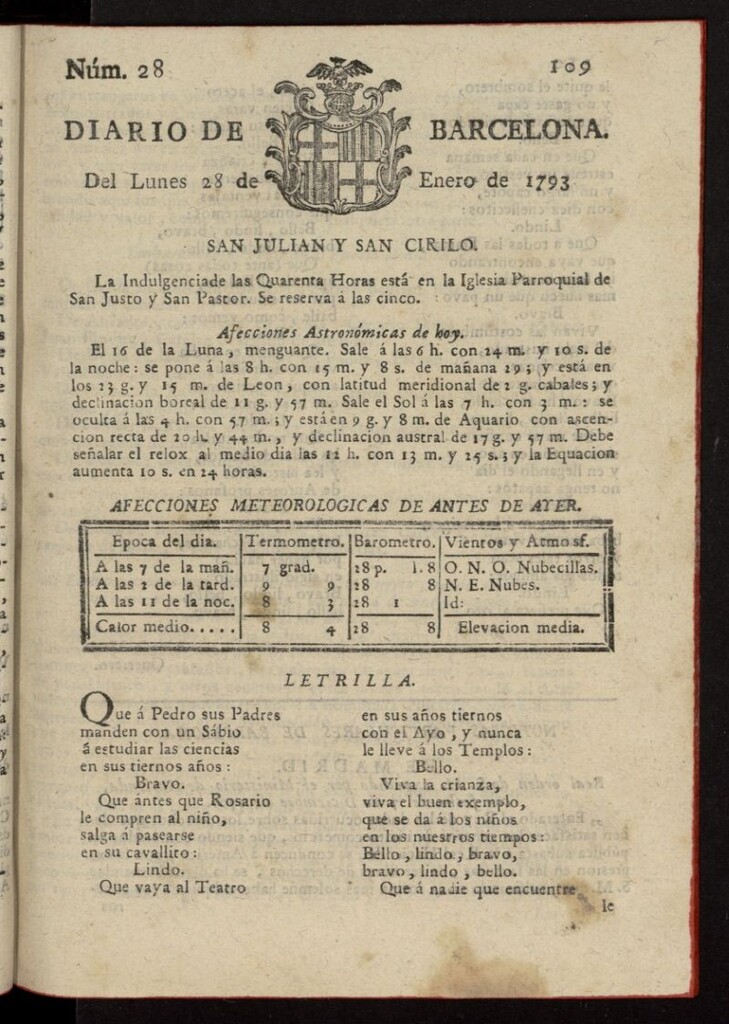 Núm. 28
109
DIARIO DE BARCELONA.
Del Lunes 28 de Enero de 1793
SAN JULIAN Y SAN CIRILO.
La Indulgenciade las Quarenta Horas está en la Iglesia Parroquial de
San Justo y San Pastor. Se reserva á las cinco.
Afecciones Astronómicas de hoy.
El 16 de la Luna, menguante. Sale á las 6 h. con 24 m. y 10 s. de
la noche: se pone á las 8 h. con 15 m. y 8 s. de mañana 29; y está en
los 23 g. y 15 m. de Leon, con latitud meridional de 2 g. cabales; y
declinacion boreal de 11 g. y 57 m. Sale el Sol á las 7 h. con 3 m.: se
oculta á las 4 h. con 57 m.; y está en 9 g. y 8 m. de Aquario con ascen-
cion recta de 20 h. y 44 m., y declinacion austral de 17 g. y 57 m. Debe
señalar el relox al medio dia las 12 h. con 13 m. y 25 s.; y la Equacion
aumenta 10 s. en 24 horas.
AFECCIONES METEOROLOGICAS DE ANTES DE AYER.
Epoca del dia. Termometro. Barometro. Vientos y Atmosf.
A las 7 de la mañ. 7 grad. 28 p. l. 8 O. N. O. Nubecillas.
A las 2 de la tard. 9 9 28 8 N. E. Nubes.
A las 11 de la noc. 8 3 28 1 Id:
Calor medio..... 8 4 28 8 Elevacion media.
LETRILLA.
Que á Pedro sus Padres
manden con un Sábio
á estudiar las ciencias
en sus tiernos años:
Bravo.
Que ántes que Rosario
le compren al niño,
salga á pasearse
en su cavallito:
Lindo.
Que vaya al Teatro
en sus años tiernos
con el Ayo, y nunca
le lleve á los Templos:
Bello.
Viva la crianza,
viva el buen exemplo,
que se da á los niños
en los nuestros tiempos:
Bello, lindo, bravo,
bravo, lindo, bello.
Que á nadie que encuentre
le